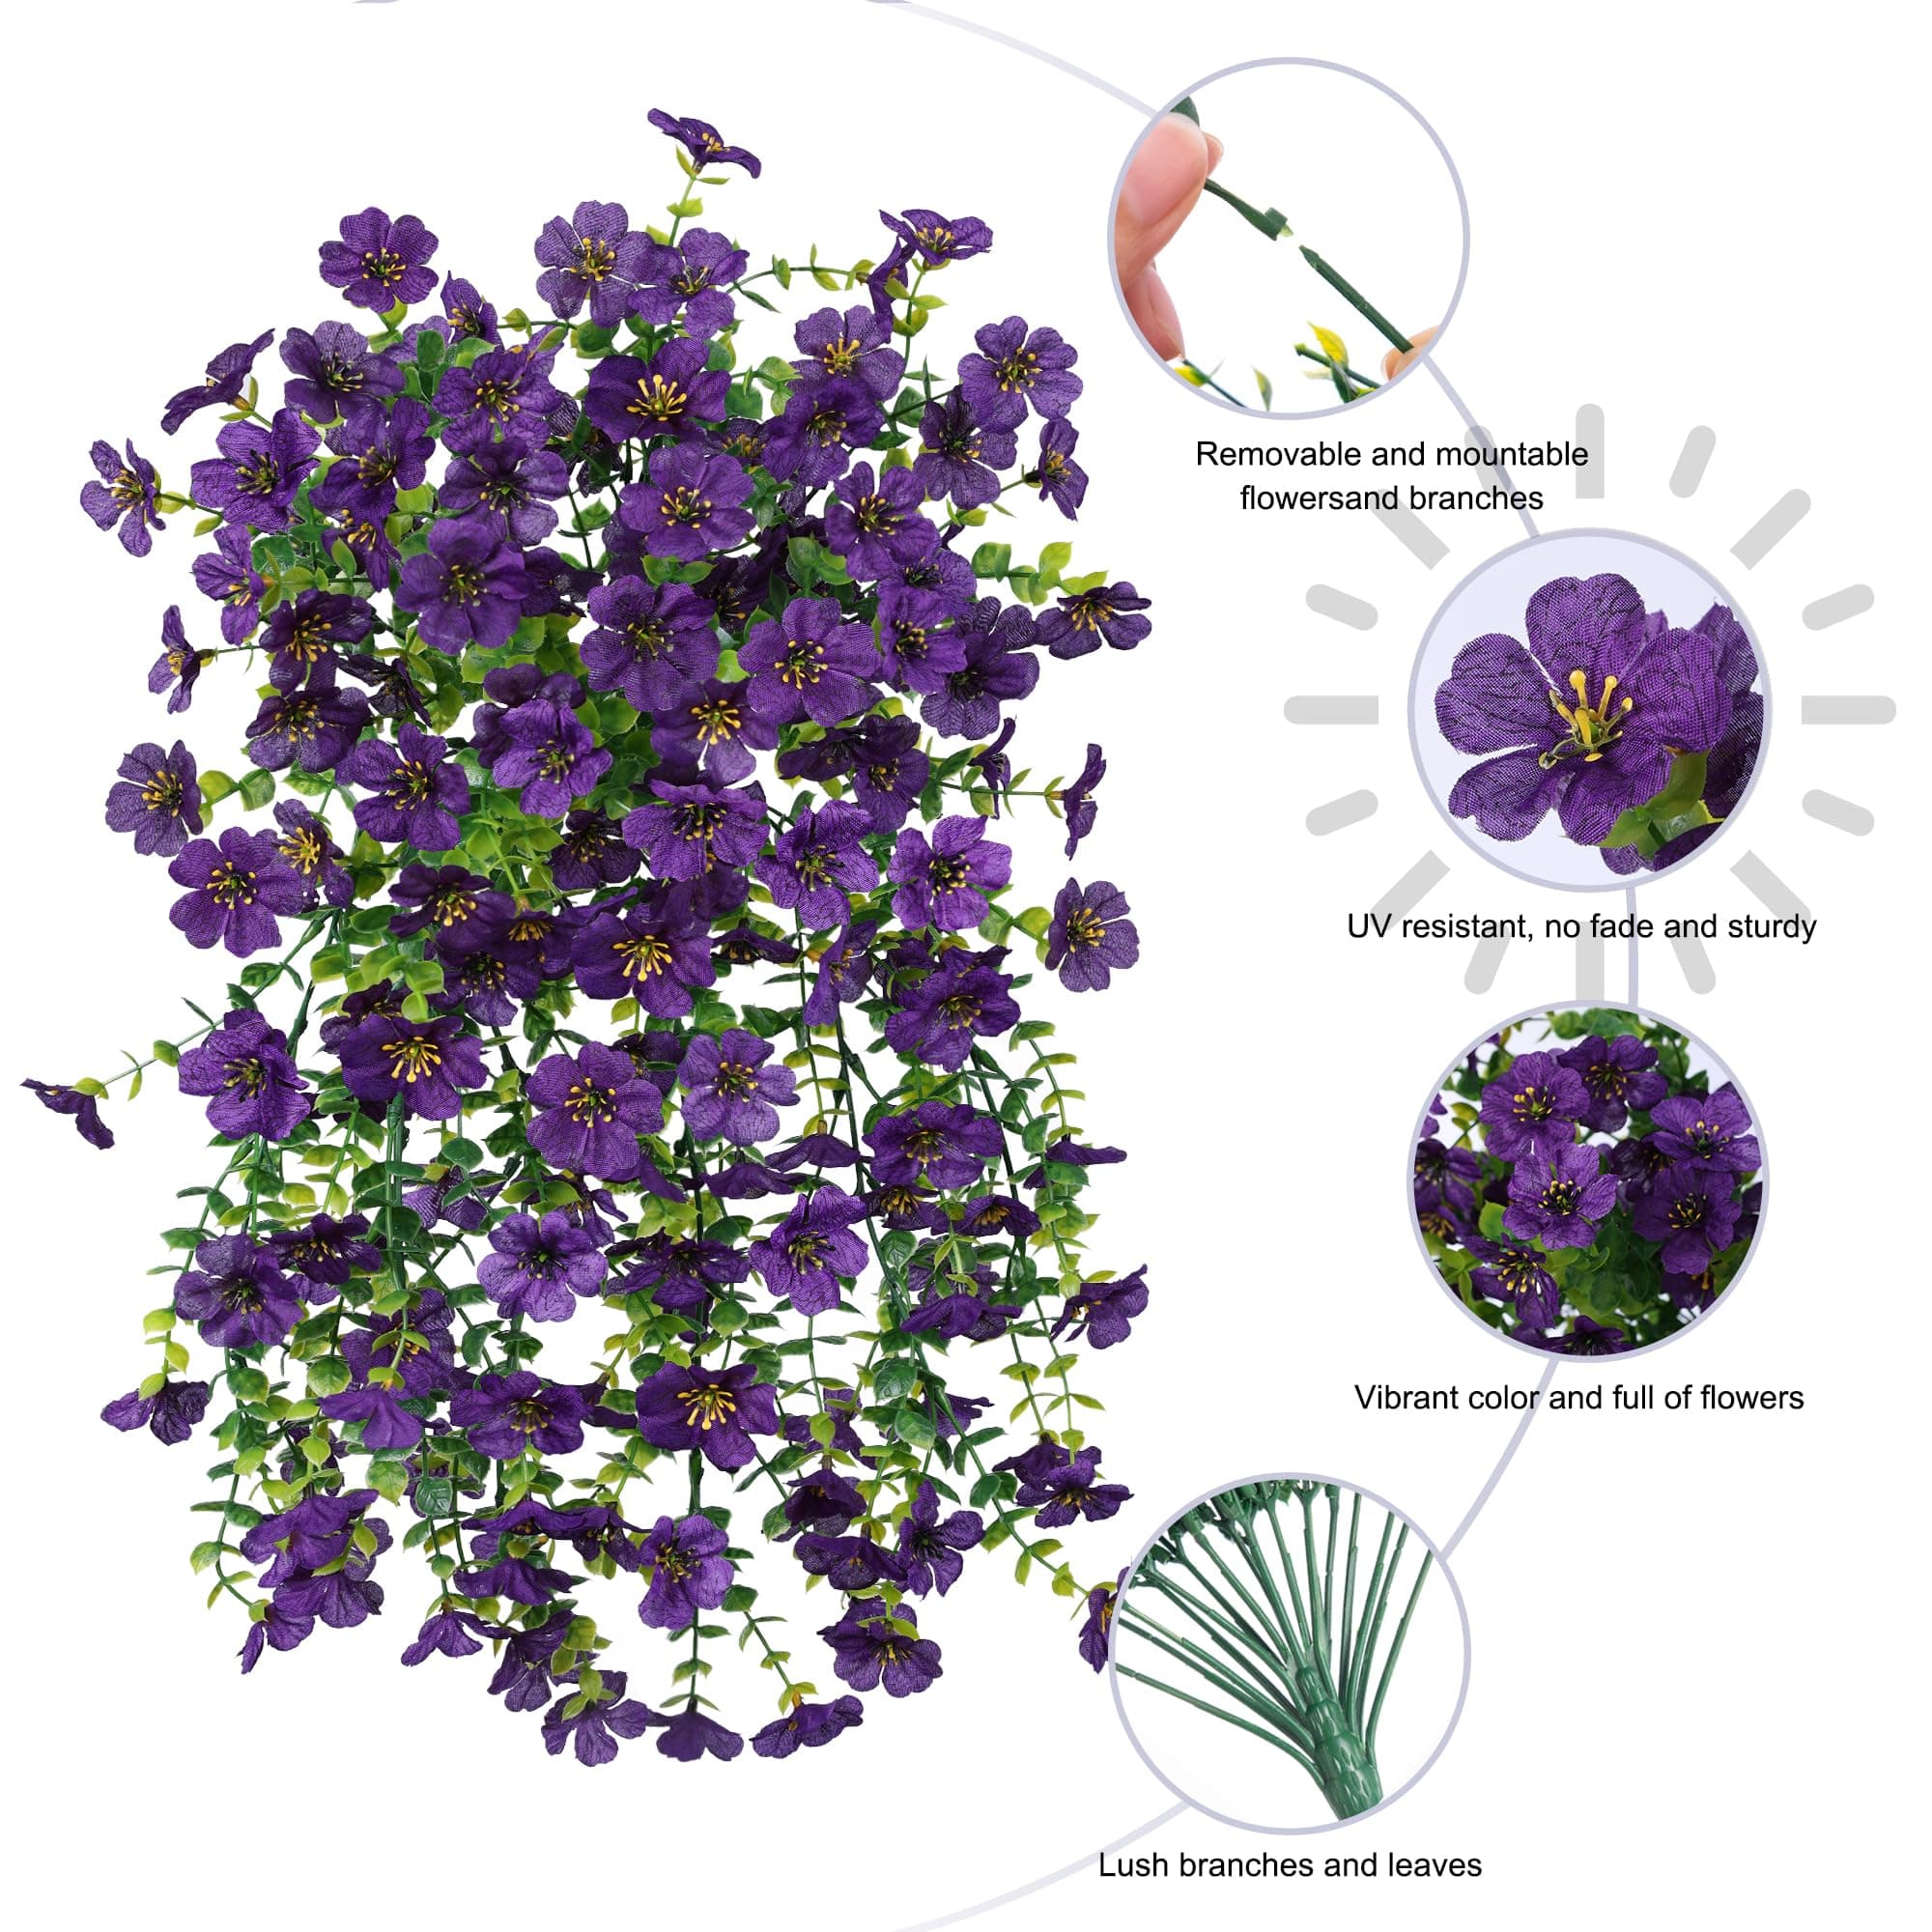 Removable and mountable
flowersand branches
UV resistant, no fade and sturdy
Vibrant color and full of flowers
Lush branches and leaves